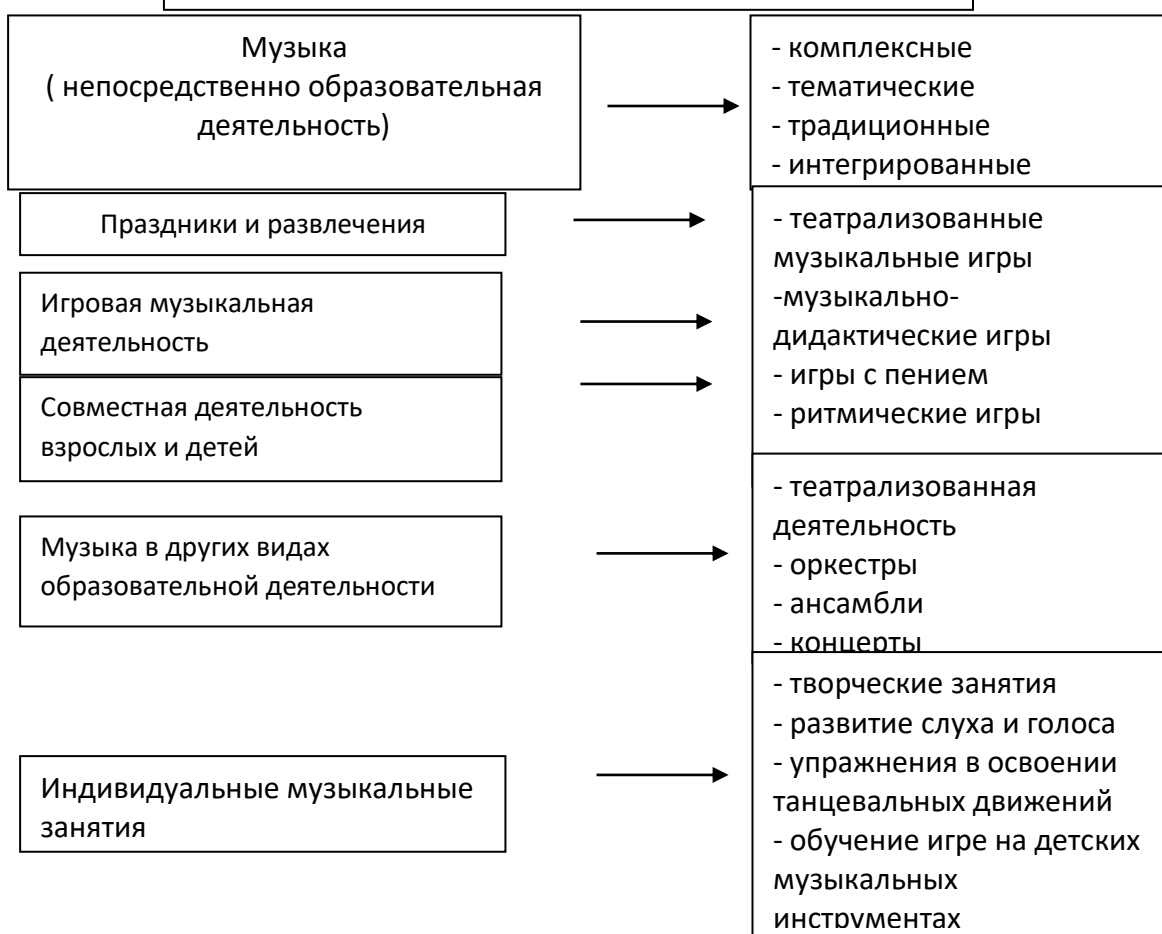 Музыка
( непосредственно образовательная
деятельность)
- комплексные
- тематические
- традиционные
- интегрированные
Праздники и развлечения
- театрализованные
музыкальные игры
-музыкально-
дидактические игры
- игры с пением
- ритмические игры
Игровая музыкальная
деятельность
Совместная деятельность
взрослых и детей
Музыка в других видах
образовательной деятельности
- театрализованная
деятельность
- оркестры
- ансамбли
- концерты
Индивидуальные музыкальные
занятия
- творческие занятия
- развитие слуха и голоса
- упражнения в освоении
танцевальных движений
- обучение игре на детских
музыкальных
инструментах